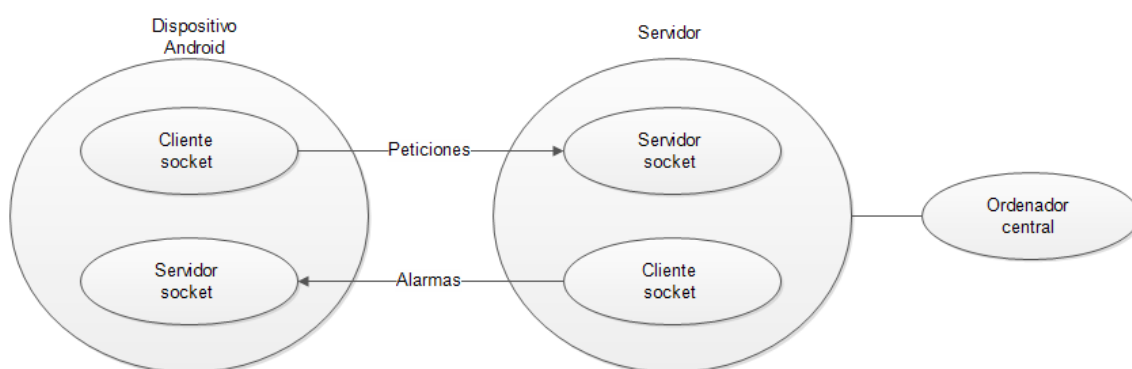 Dispositivo
Android
Servidor
Cliente
socket
Peticiones
Servidor
socket
Ordenador
central
Servidor
socket
Alarmas
Cliente
socket